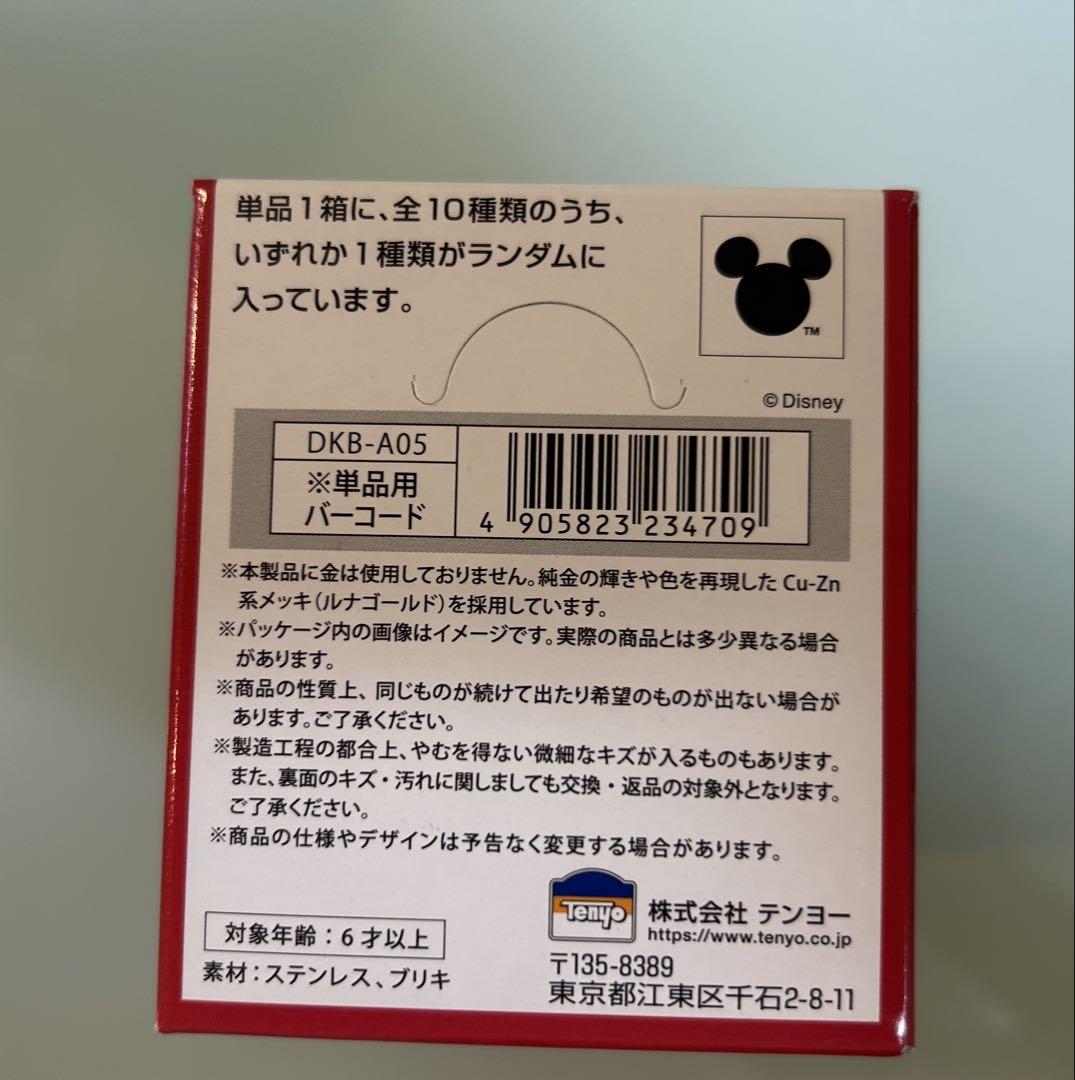 単品1箱に、全10種類のうち、
いずれか1種類がランダムに
入っています。
TM
©Disney
DKB-A05
※単品用
バーコード
4 905823 234709
※本製品に金は使用しておりません。純金の輝きや色を再現したCu-Zn
系メッキ(ルナゴールド)を採用しています。
※パッケージ内の画像はイメージです。実際の商品とは多少異なる場合
があります。
※商品の性質上、同じものが続けて出たり希望のものが出ない場合が
あります。ご了承ください。
※製造工程の都合上、やむを得ない微細なキズが入るものもあります。
また、裏面のキズ・汚れに関しましても交換・返品の対象外となります。
ご了承ください。
※商品の仕様やデザインは予告なく変更する場合があります。
対象年齢:6才以上
素材:ステンレス、ブリキ
Tenyo
株式会社 テンヨー
https://www.tenyo.co.jp
〒135-8389
東京都江東区千石2-8-11